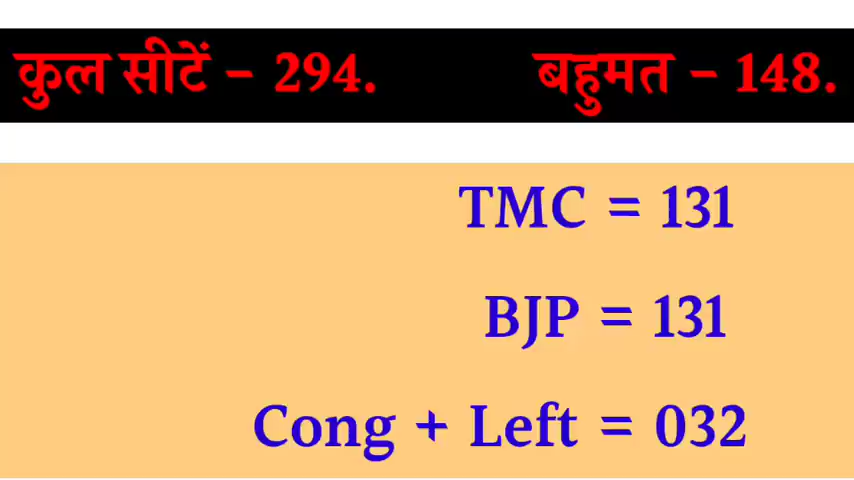 कुल सीटें – 294. बहुमत – 148.
TMC = 131
BJP = 131
Cong + Left = 032